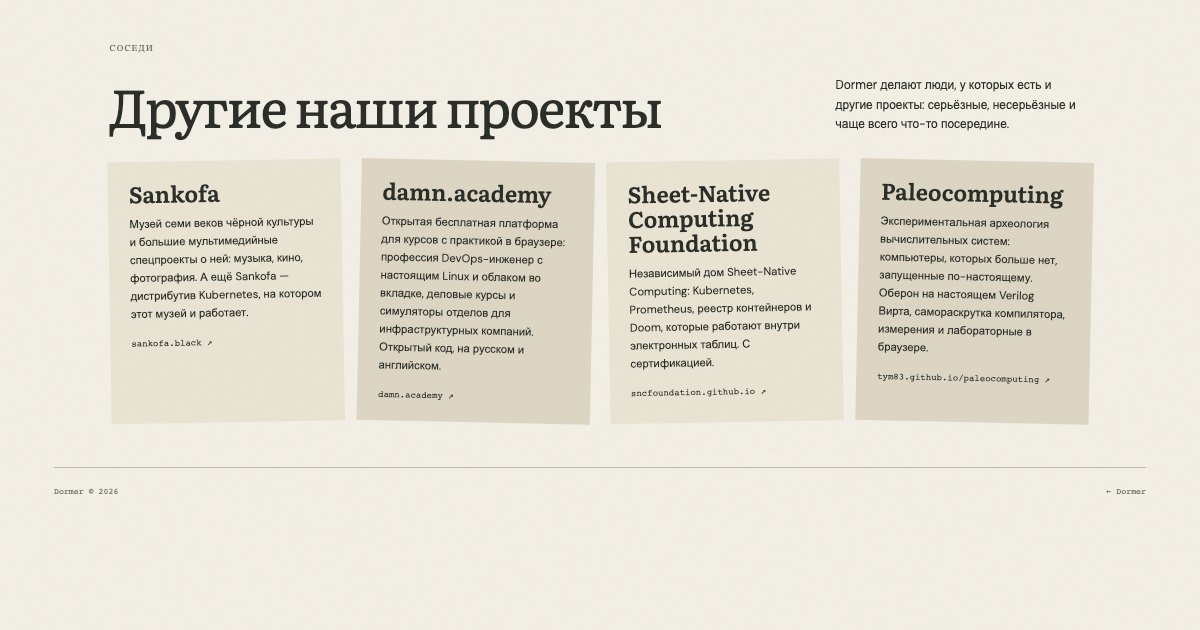 СОСЕДИ
Другие наши проекты
Dormer делают люди, у которых есть и
другие проекты: серьёзные, несерьёзные и
чаще всего что-то посередине.
Sankofa
Музей семи веков чёрной культуры
и большие мультимедийные
спецпроекты о ней: музыка, кино,
фотография. А ещё Sankofa —
дистрибутив Kubernetes, на котором
этот музей и работает.
sankofa.black ↗
damn.academy
Открытая бесплатная платформа
для курсов с практикой в браузере:
профессия DevOps-инженер с
настоящим Linux и облаком во
вкладке, деловые курсы и
симуляторы отделов для
инфраструктурных компаний.
Открытый код, на русском и
английском.
damn.academy ↗
Sheet-Native
Computing
Foundation
Независимый дом Sheet-Native
Computing: Kubernetes,
Prometheus, реестр контейнеров и
Doom, которые работают внутри
электронных таблиц. С
сертификацией.
sncfoundation.github.io ↗
Paleocomputing
Экспериментальная археология
вычислительных систем:
компьютеры, которых больше нет,
запущенные по-настоящему.
Оберон на настоящем Verilog
Вирта, самораскрутка компилятора,
измерения и лабораторные в
браузере.
tym83.github.io/paleocomputing ↗
Dormer © 2026
← Dormer